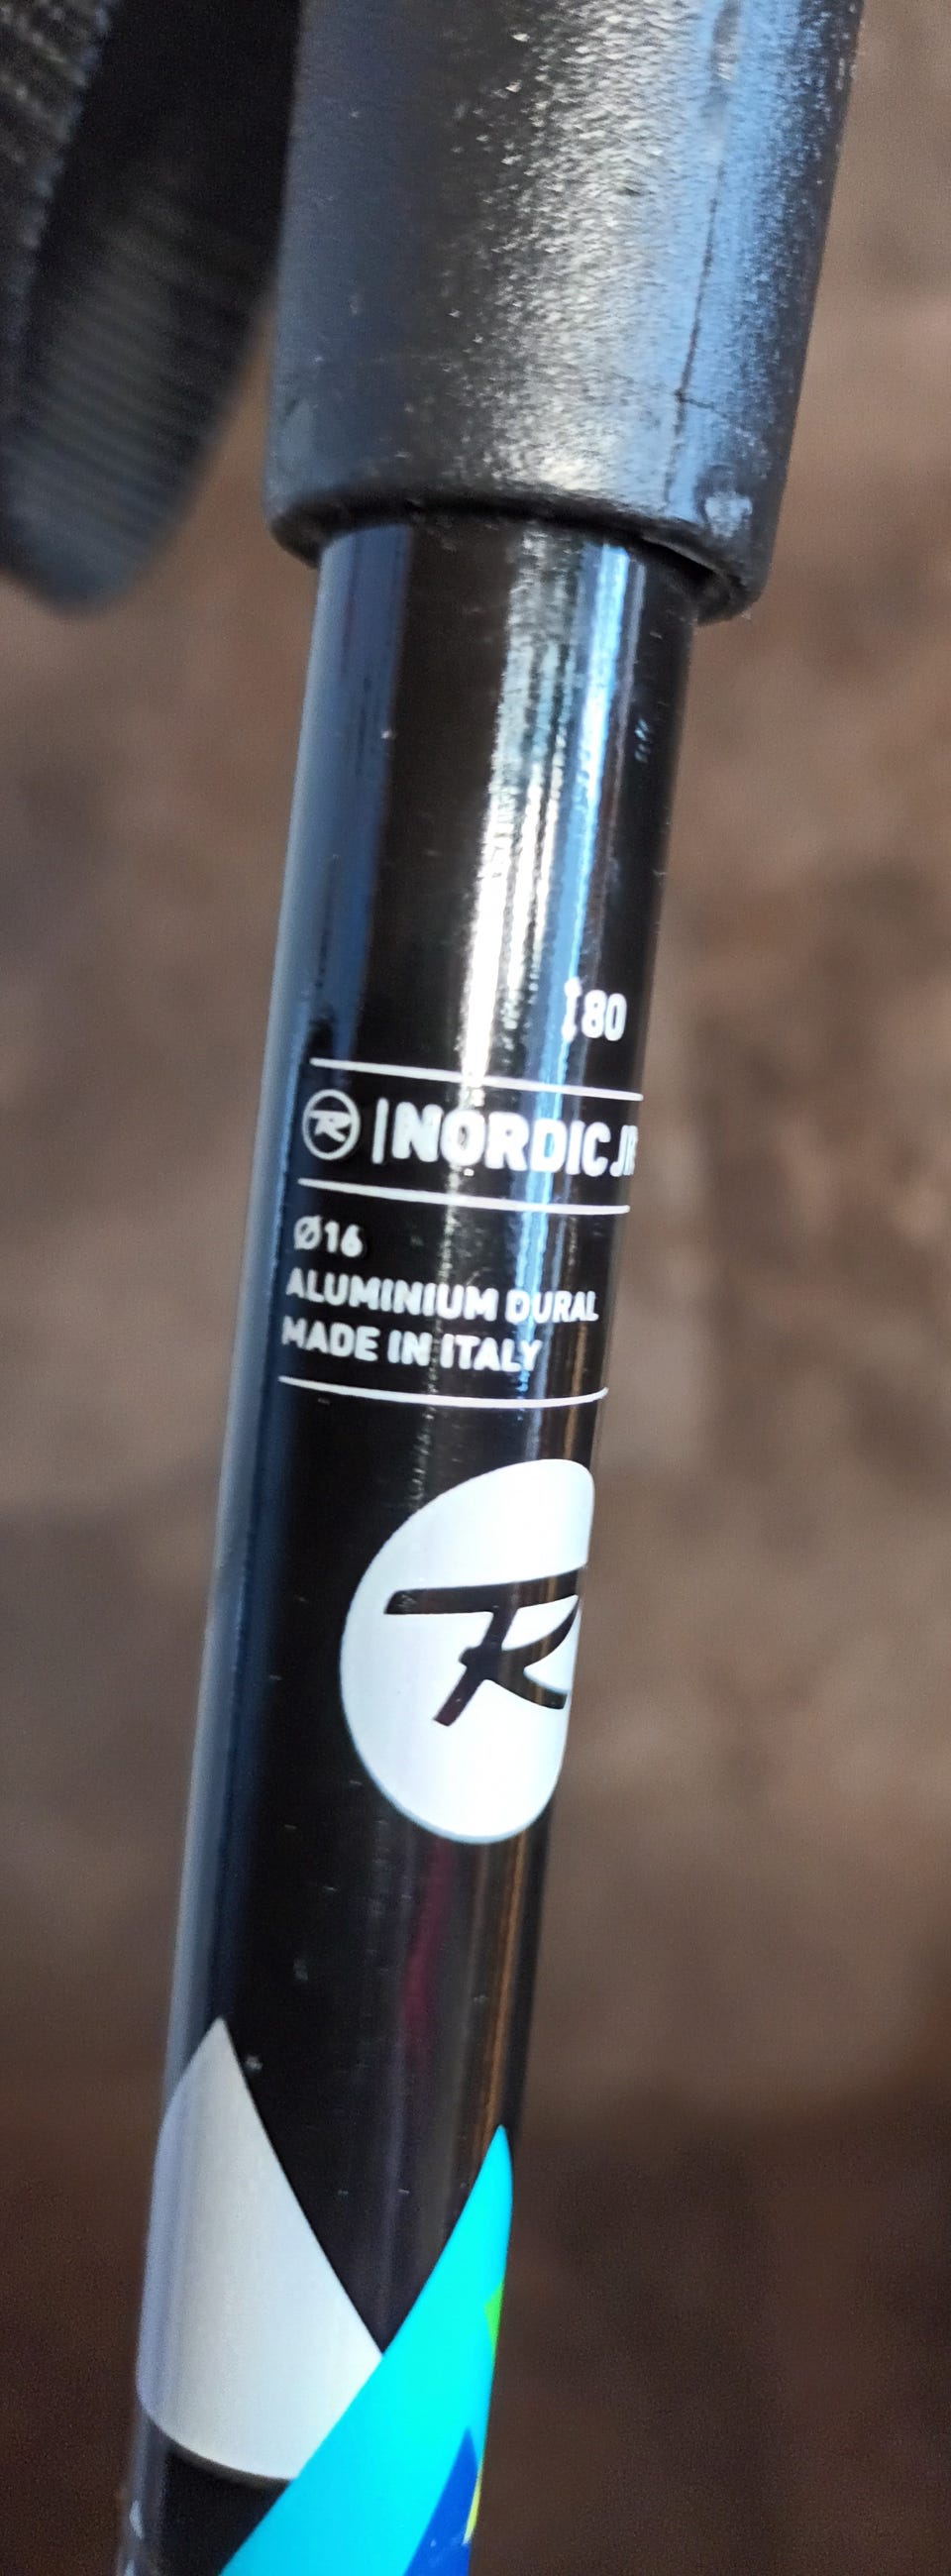 80
R | NORDIC JR
Ø16
ALUMINIUM DURAL
MADE IN ITALY
R